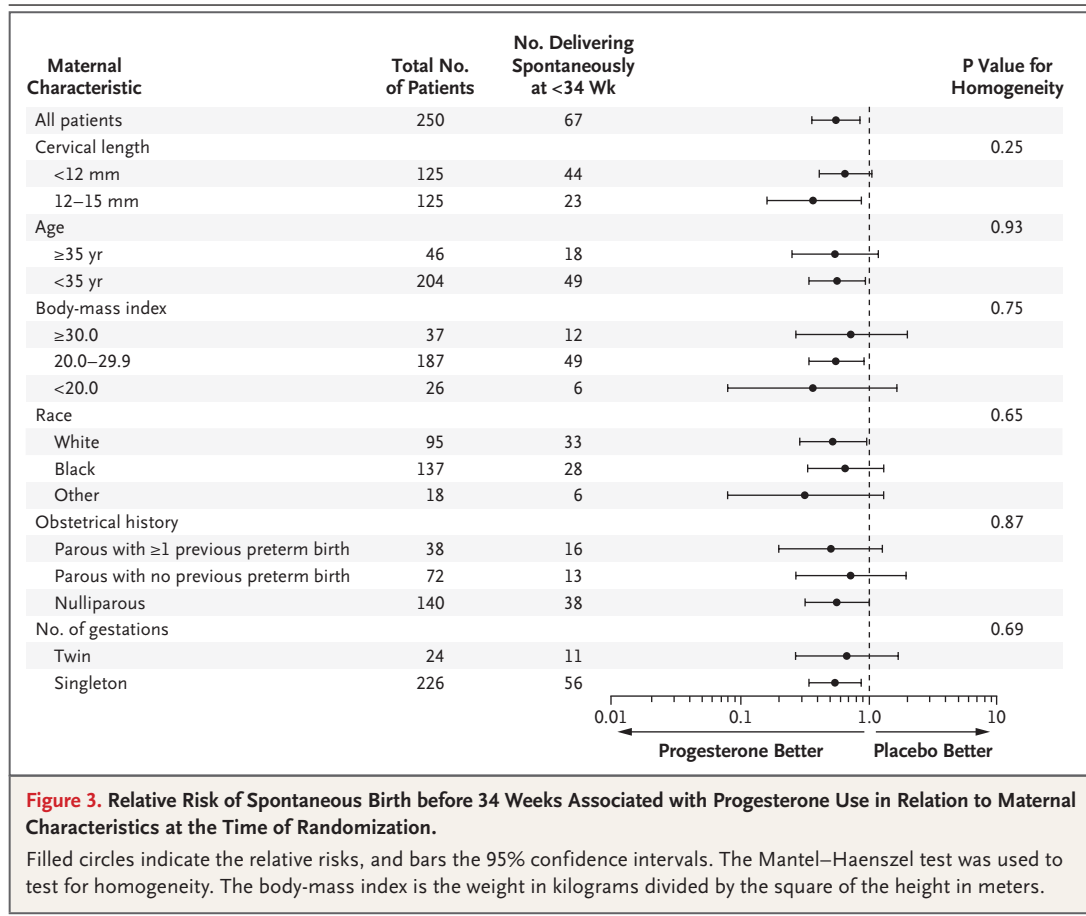 Maternal Characteristic Total No. of Patients No. Delivering Spontaneously at <34 Wk P Value for Homogeneity
All patients 250 67
Cervical length 0.25
<12 mm 125 44
12–15 mm 125 23
Age 0.93
≥35 yr 46 18
<35 yr 204 49
Body-mass index 0.75
≥30.0 37 12
20.0–29.9 187 49
<20.0 26 6
Race 0.65
White 95 33
Black 137 28
Other 18 6
Obstetrical history 0.87
Parous with ≥1 previous preterm birth 38 16
Parous with no previous preterm birth 72 13
Nulliparous 140 38
No. of gestations 0.69
Twin 24 11
Singleton 226 56
0.01 0.1 1.0 10
Progesterone Better Placebo Better
Figure 3. Relative Risk of Spontaneous Birth before 34 Weeks Associated with Progesterone Use in Relation to Maternal
Characteristics at the Time of Randomization.
Filled circles indicate the relative risks, and bars the 95% confidence intervals. The Mantel–Haenszel test was used to
test for homogeneity. The body-mass index is the weight in kilograms divided by the square of the height in meters.